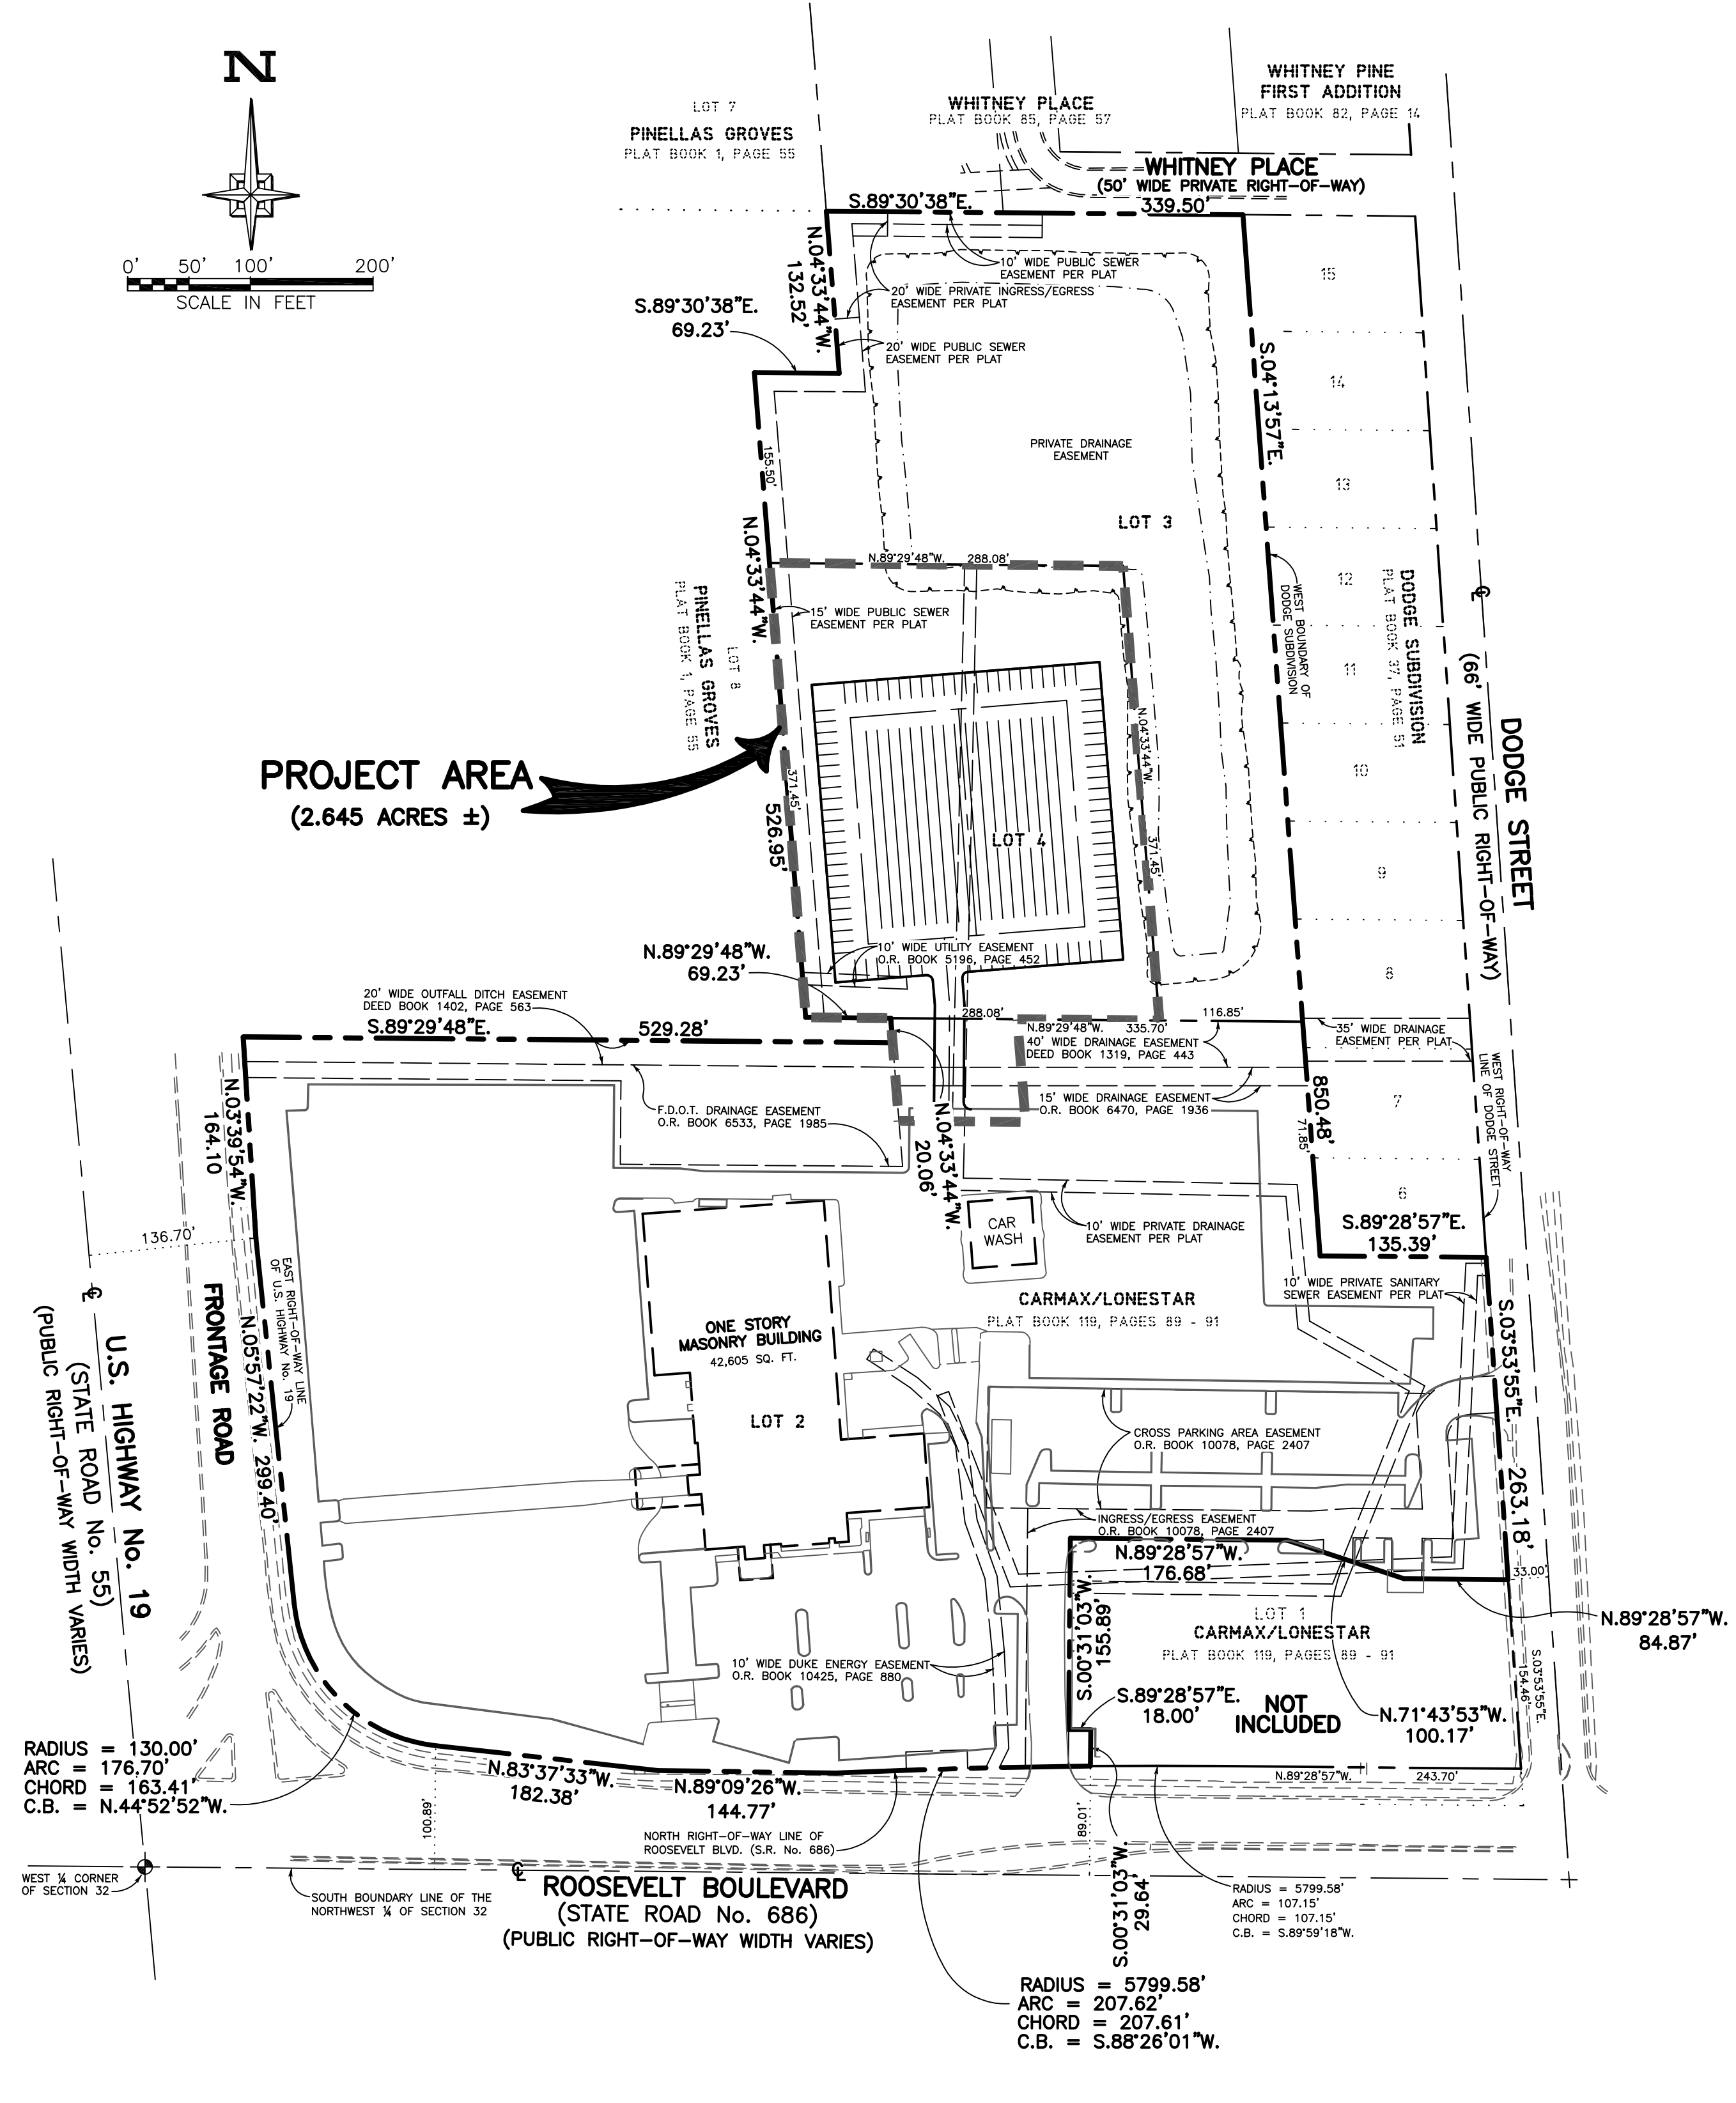 N
0' 50' 100' 200'
SCALE IN FEET
LOT 7
PINELLAS GROVES
PLAT BOOK 1, PAGE 55
WHITNEY PLACE
PLAT BOOK 85, PAGE 57
WHITNEY PINE
FIRST ADDITION
PLAT BOOK 82, PAGE 14
WHITNEY PLACE
(50' WIDE PRIVATE RIGHT-OF-WAY)
S.89°30'38"E. 339.50'
N.04°33'44"W.
132.52'
10' WIDE PUBLIC SEWER
EASEMENT PER PLAT
20' WIDE PRIVATE INGRESS/EGRESS
EASEMENT PER PLAT
S.89°30'38"E.
69.23'
20' WIDE PUBLIC SEWER
EASEMENT PER PLAT
15
14
13
12
11
10
9
8
7
6
S.04°13'57"E.
850.48'
71.85'
PRIVATE DRAINAGE
EASEMENT
LOT 3
155.50'
N.04°33'44"W.
526.95'
371.45'
N.89°29'48"W. 288.08'
15' WIDE PUBLIC SEWER
EASEMENT PER PLAT
LOT 8
PINELLAS GROVES
PLAT BOOK 1, PAGE 55
WEST BOUNDARY OF
DODGE SUBDIVISION
DODGE SUBDIVISION
PLAT BOOK 37, PAGE 51
DODGE STREET
(66' WIDE PUBLIC RIGHT-OF-WAY)
PROJECT AREA
(2.645 ACRES ±)
N.04°33'44"W.
371.45'
LOT 4
10' WIDE UTILITY EASEMENT
O.R. BOOK 5196, PAGE 452
N.89°29'48"W.
69.23'
20' WIDE OUTFALL DITCH EASEMENT
DEED BOOK 1402, PAGE 563
S.89°29'48"E. 529.28'
288.08'
N.89°29'48"W. 335.70'
116.85'
40' WIDE DRAINAGE EASEMENT
DEED BOOK 1319, PAGE 443
35' WIDE DRAINAGE
EASEMENT PER PLAT
WEST RIGHT-OF-WAY
LINE OF DODGE STREET
15' WIDE DRAINAGE EASEMENT
O.R. BOOK 6470, PAGE 1936
F.D.O.T. DRAINAGE EASEMENT
O.R. BOOK 6533, PAGE 1985
N.04°33'44"W.
20.06'
N.03°39'54"W.
164.10
136.70'
10' WIDE PRIVATE DRAINAGE
EASEMENT PER PLAT
CAR
WASH
S.89°28'57"E.
135.39'
10' WIDE PRIVATE SANITARY
SEWER EASEMENT PER PLAT
CARMAX/LONESTAR
PLAT BOOK 119, PAGES 89 - 91
ONE STORY
MASONRY BUILDING
42,605 SQ. FT.
LOT 2
EAST RIGHT-OF-WAY LINE
OF U.S. HIGHWAY No. 19
FRONTAGE ROAD
N.05°57'22"W. 299.40'
U.S. HIGHWAY No. 19
(STATE ROAD No. 55)
(PUBLIC RIGHT-OF-WAY WIDTH VARIES)
S.03°53'55"E. 263.18'
CROSS PARKING AREA EASEMENT
O.R. BOOK 10078, PAGE 2407
INGRESS/EGRESS EASEMENT
O.R. BOOK 10078, PAGE 2407
N.89°28'57"W.
176.68'
33.00'
N.89°28'57"W.
84.87'
S.00°31'03"W.
155.89'
LOT 1
CARMAX/LONESTAR
PLAT BOOK 119, PAGES 89 - 91
10' WIDE DUKE ENERGY EASEMENT
O.R. BOOK 10425, PAGE 880
S.89°28'57"E.
18.00'
NOT
INCLUDED
N.71°43'53"W.
100.17'
S.03°53'55"E.
154.46'
RADIUS = 130.00'
ARC = 176.70'
CHORD = 163.41'
C.B. = N.44°52'52"W.
N.83°37'33"W.
182.38'
N.89°09'26"W.
144.77'
N.89°28'57"W. 243.70'
100.89'
89.01'
NORTH RIGHT-OF-WAY LINE OF
ROOSEVELT BLVD. (S.R. No. 686)
WEST ¼ CORNER
OF SECTION 32
SOUTH BOUNDARY LINE OF THE
NORTHWEST ¼ OF SECTION 32
ROOSEVELT BOULEVARD
(STATE ROAD No. 686)
(PUBLIC RIGHT-OF-WAY WIDTH VARIES)
S.00°31'03"W.
29.64'
RADIUS = 5799.58'
ARC = 107.15'
CHORD = 107.15'
C.B. = S.89°59'18"W.
RADIUS = 5799.58'
ARC = 207.62'
CHORD = 207.61'
C.B. = S.88°26'01"W.